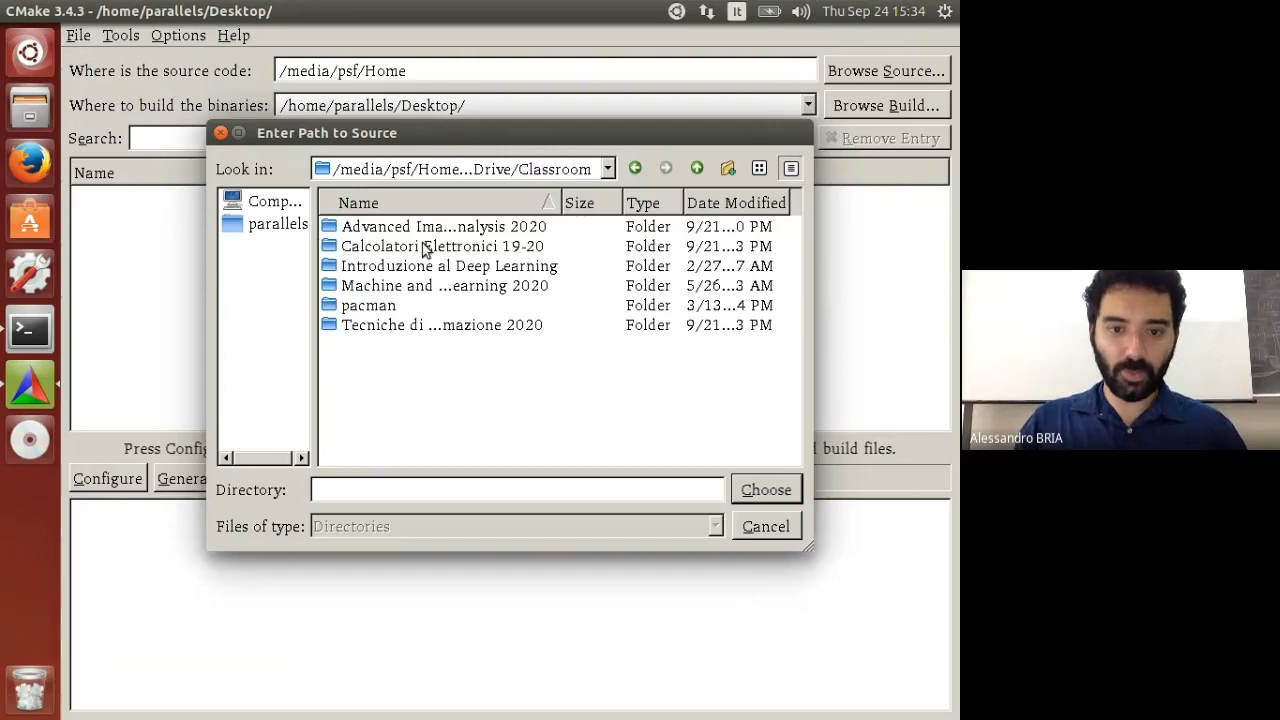 CMake 3.4.3 - /home/parallels/Desktop/
It
Thu Sep 24 15:34
File Tools Options Help
Where is the source code: /media/psf/Home Browse Source...
Where to build the binaries: /home/parallels/Desktop/ Browse Build...
Search: Remove Entry
Name
Enter Path to Source
Look in: /media/psf/Home...Drive/Classroom
Comp...
parallels
Name Size Type Date Modified
Advanced Ima...nalysis 2020 Folder 9/21...0 PM
Calcolatori Elettronici 19-20 Folder 9/21...3 PM
Introduzione al Deep Learning Folder 2/27...7 AM
Machine and ...earning 2020 Folder 5/26...3 AM
pacman Folder 3/13...4 PM
Tecniche di ...mazione 2020 Folder 9/21...3 PM
Directory: Choose
Files of type: Directories Cancel
Press Config
d build files.
Configure Genera
Alessandro BRIA